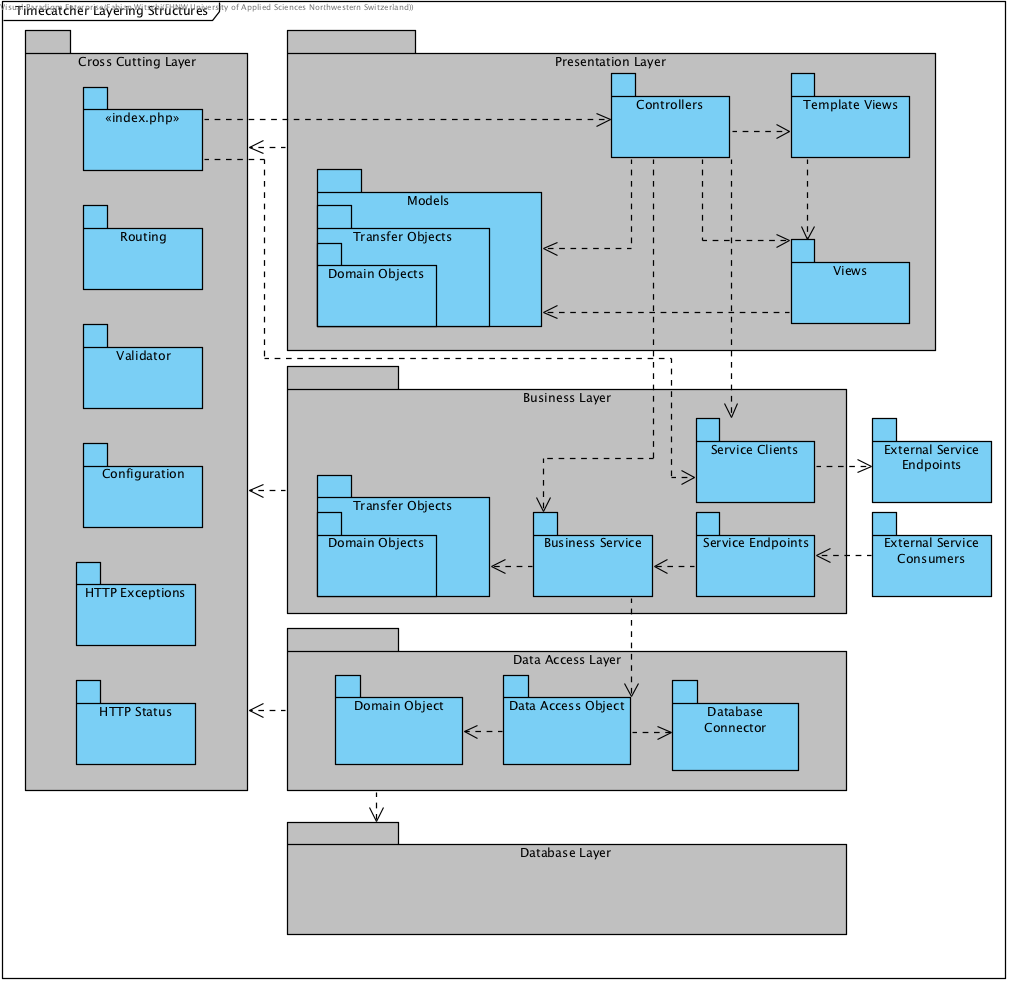 Visual Paradigm Enterprise(Fabian Witschi(FHNW University of Applied Sciences Northwestern Switzerland))
Timecatcher Layering Structures
Cross Cutting Layer
«index.php»
Routing
Validator
Configuration
HTTP Exceptions
HTTP Status
Presentation Layer
Controllers
Template Views
Models
Transfer Objects
Domain Objects
Views
Business Layer
Service Clients
External Service
Endpoints
Transfer Objects
Domain Objects
Business Service
Service Endpoints
External Service
Consumers
Data Access Layer
Domain Object
Data Access Object
Database
Connector
Database Layer